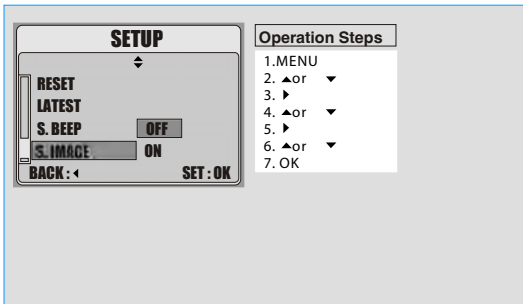 SETUP
RESET
LATEST
S. BEEP OFF
S. IMAGE ON
BACK : ◂ SET : OK
Operation Steps
1.MENU
2. ▲or ▼
3. ▶
4. ▲or ▼
5. ▶
6. ▲or ▼
7. OK